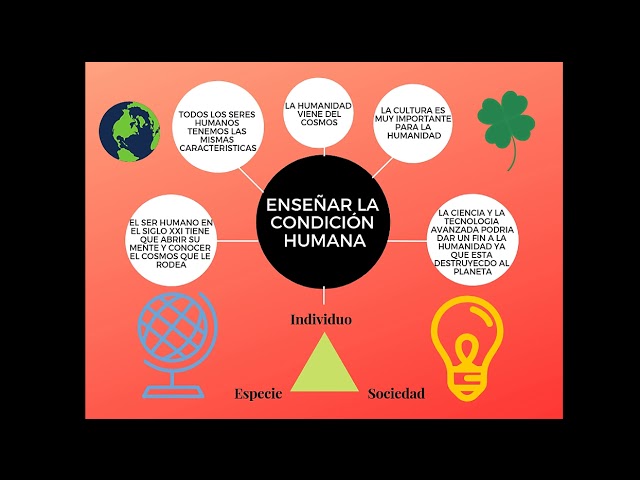 TODOS LOS SERES
HUMANOS
TENEMOS LAS
MISMAS
CARACTERISTICAS
LA HUMANIDAD
VIENE DEL
COSMOS
LA CULTURA ES
MUY IMPORTANTE
PARA LA
HUMANIDAD
ENSEÑAR LA
CONDICIÓN
HUMANA
EL SER HUMANO EN
EL SIGLO XXI TIENE
QUE ABRIR SU
MENTE Y CONOCER
EL COSMOS QUE LE
RODEA
LA CIENCIA Y LA
TECNOLOGIA
AVANZADA PODRIA
DAR UN FIN A LA
HUMANIDAD YA
QUE ESTA
DESTRUYECDO AL
PLANETA
Individuo
Especie
Sociedad